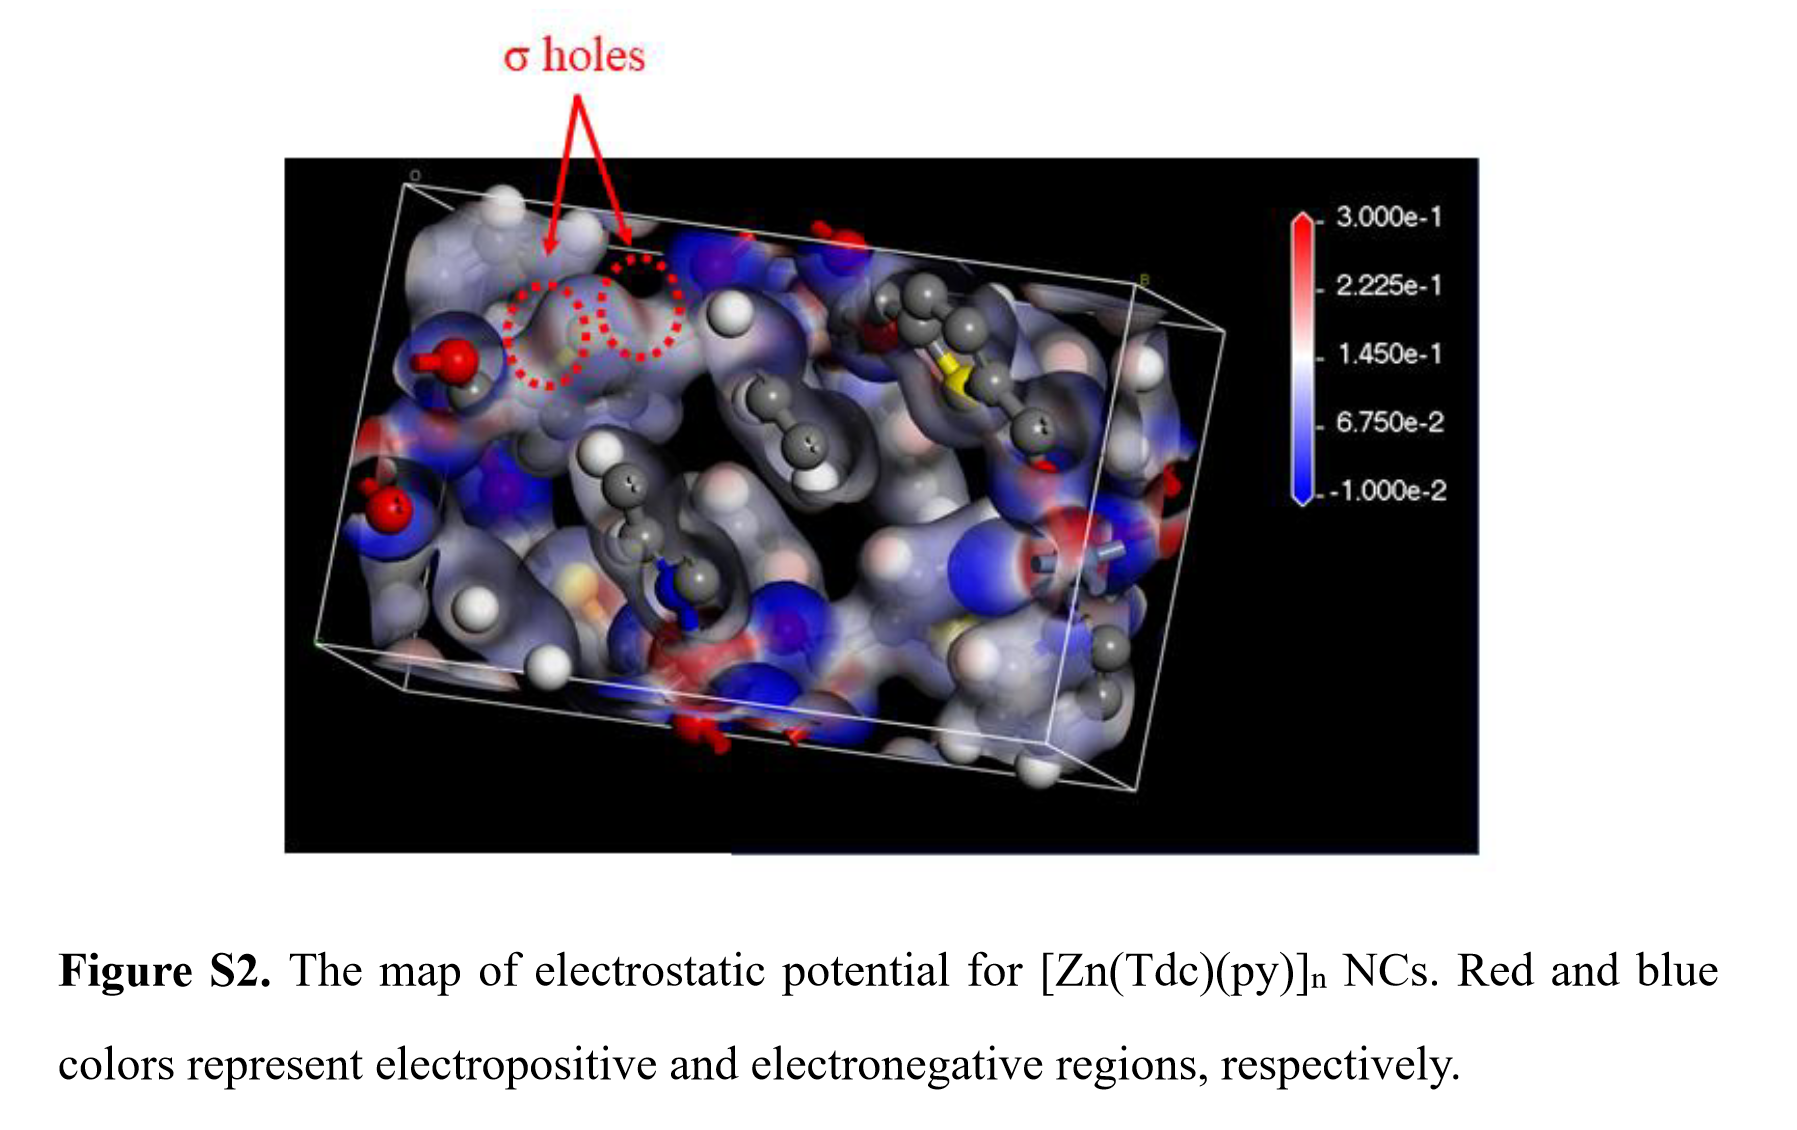 σ holes
O
B
3.000e-1
2.225e-1
1.450e-1
6.750e-2
-1.000e-2
Figure S2. The map of electrostatic potential for [Zn(Tdc)(py)]ₙ NCs. Red and blue
colors represent electropositive and electronegative regions, respectively.